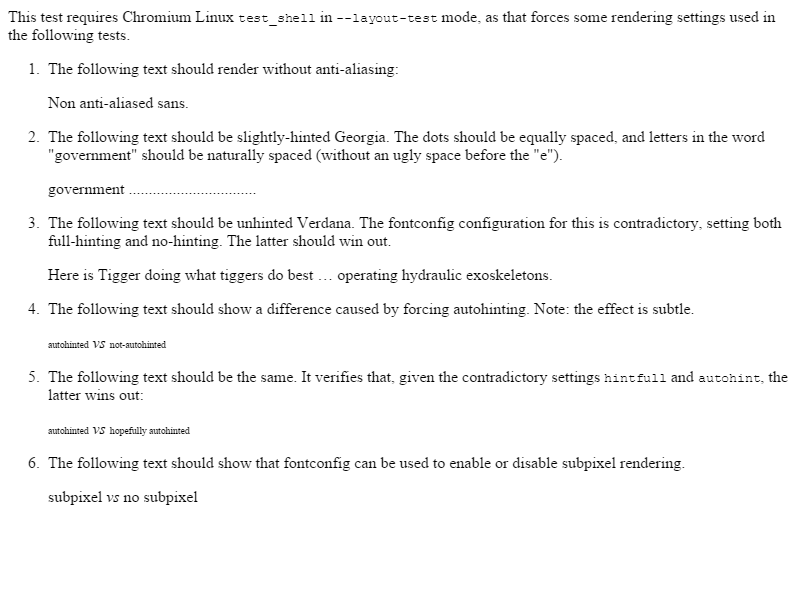 This test requires Chromium Linux test_shell in --layout-test mode, as that forces some rendering settings used in
the following tests.
1. The following text should render without anti-aliasing:
Non anti-aliased sans.
2. The following text should be slightly-hinted Georgia. The dots should be equally spaced, and letters in the word
"government" should be naturally spaced (without an ugly space before the "e").
government ................................
3. The following text should be unhinted Verdana. The fontconfig configuration for this is contradictory, setting both
full-hinting and no-hinting. The latter should win out.
Here is Tigger doing what tiggers do best … operating hydraulic exoskeletons.
4. The following text should show a difference caused by forcing autohinting. Note: the effect is subtle.
autohinted vs not-autohinted
5. The following text should be the same. It verifies that, given the contradictory settings hintfull and autohint, the
latter wins out:
autohinted vs hopefully autohinted
6. The following text should show that fontconfig can be used to enable or disable subpixel rendering.
subpixel vs no subpixel